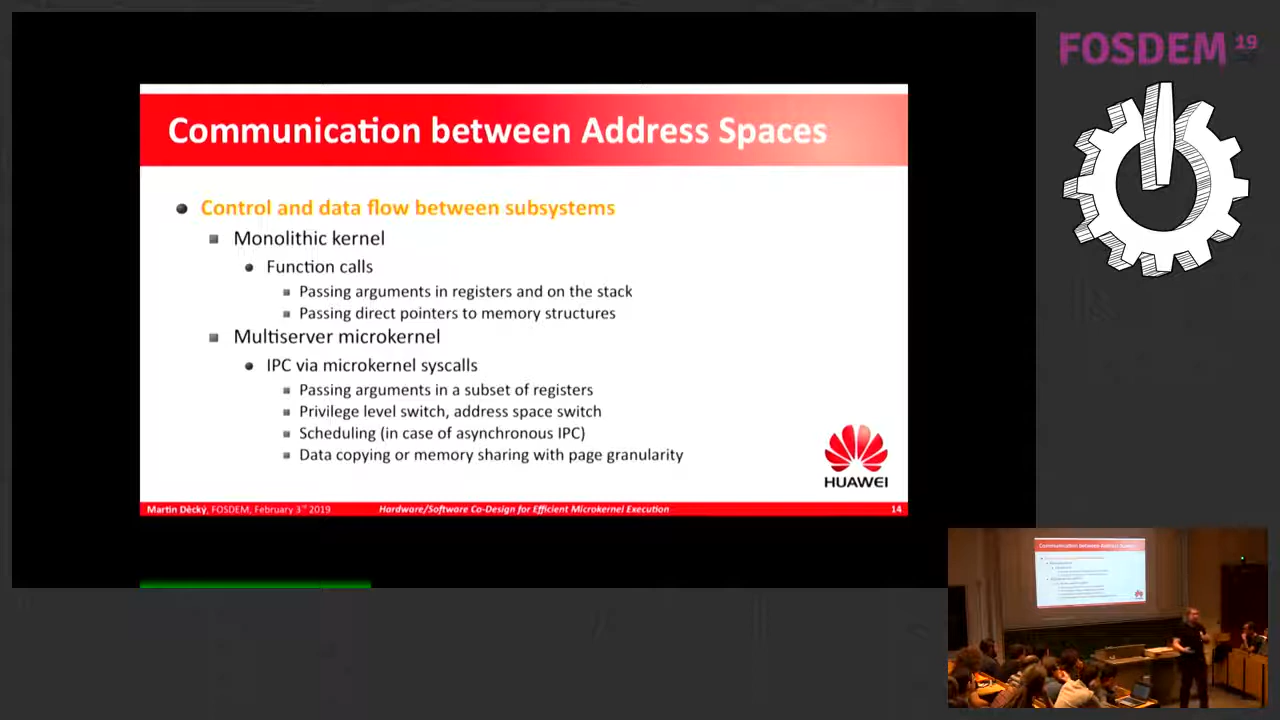 FOSDEM 19
Communication between Address Spaces
Control and data flow between subsystems
Monolithic kernel
Function calls
Passing arguments in registers and on the stack
Passing direct pointers to memory structures
Multiserver microkernel
IPC via microkernel syscalls
Passing arguments in a subset of registers
Privilege level switch, address space switch
Scheduling (in case of asynchronous IPC)
Data copying or memory sharing with page granularity
HUAWEI
Martin Děcký, FOSDEM, February 3rd 2019 Hardware/Software Co-Design for Efficient Microkernel Execution 14
Communication between Address Spaces